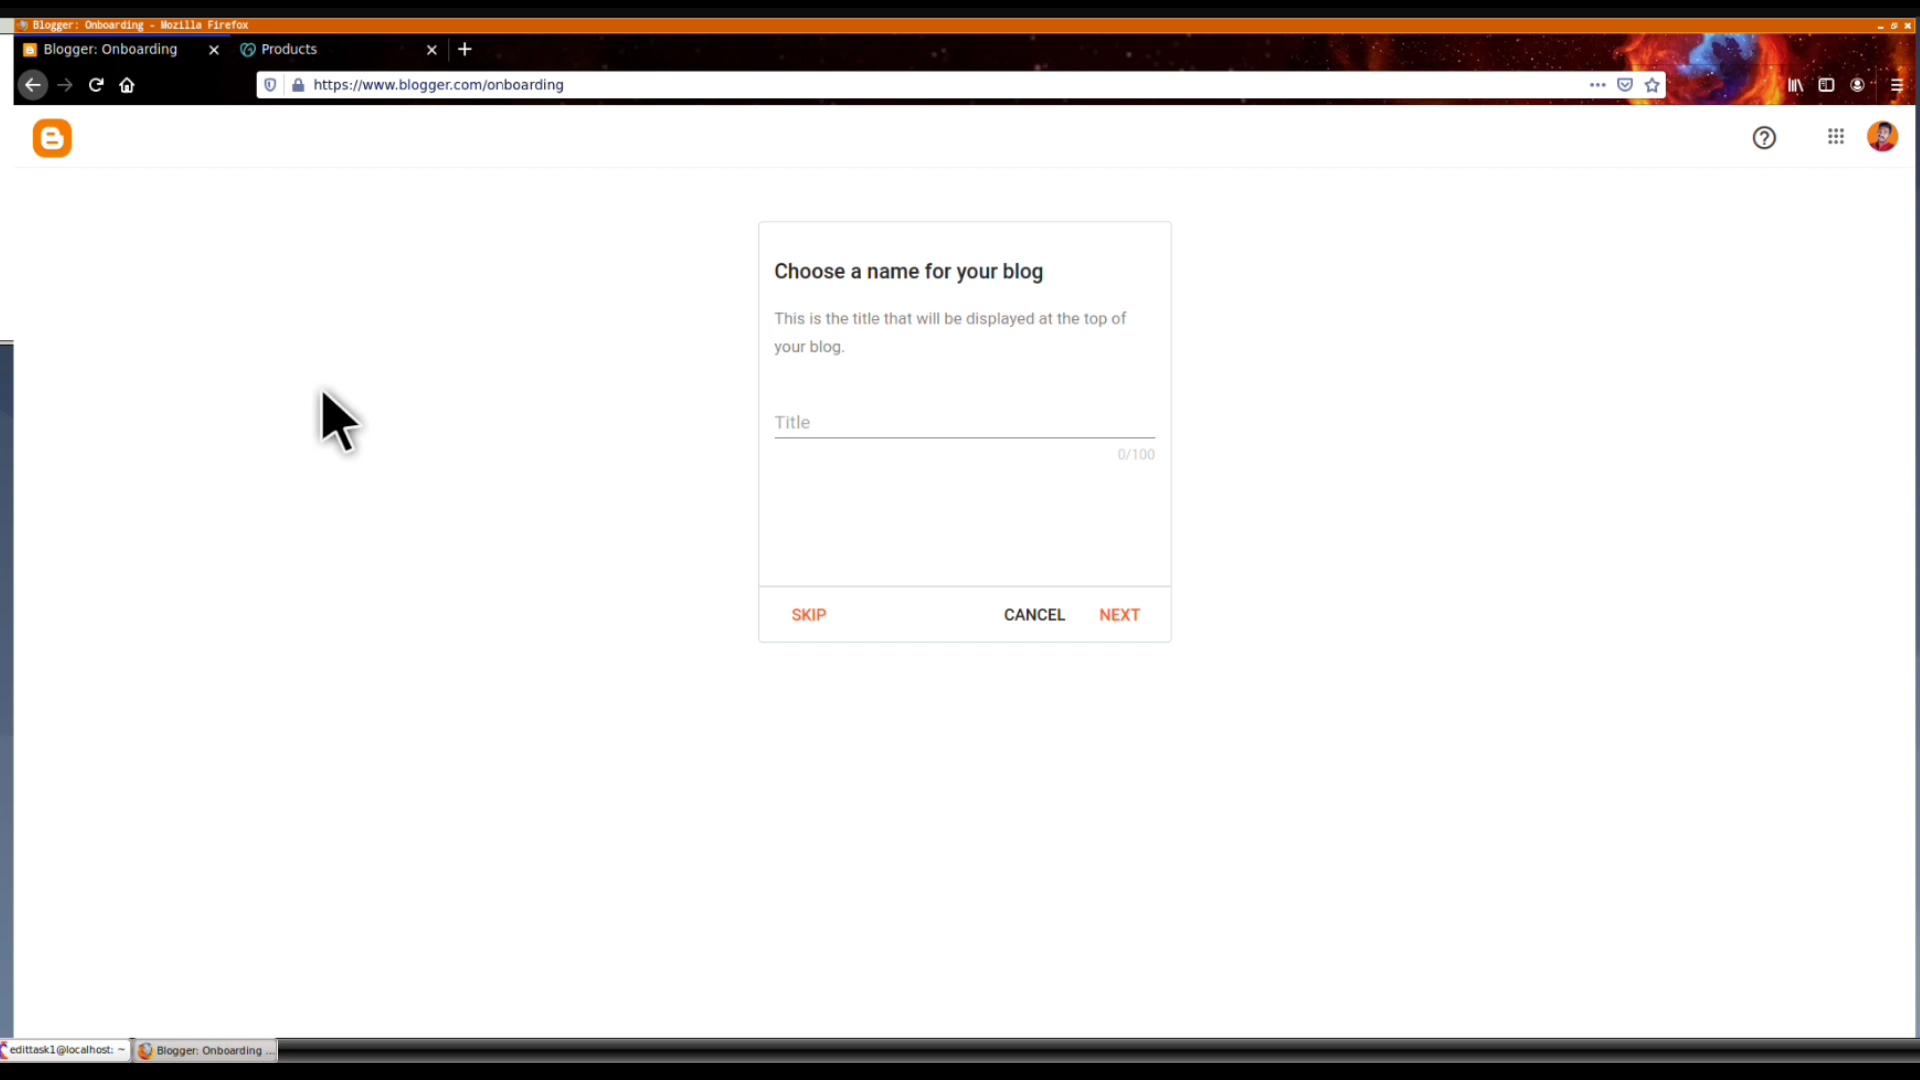 Blogger: Onboarding - Mozilla Firefox
Blogger: Onboarding
Products
https://www.blogger.com/onboarding
Choose a name for your blog
This is the title that will be displayed at the top of
your blog.
Title
0/100
SKIP
CANCEL
NEXT
edittask1@localhost: ~
Blogger: Onboarding ...